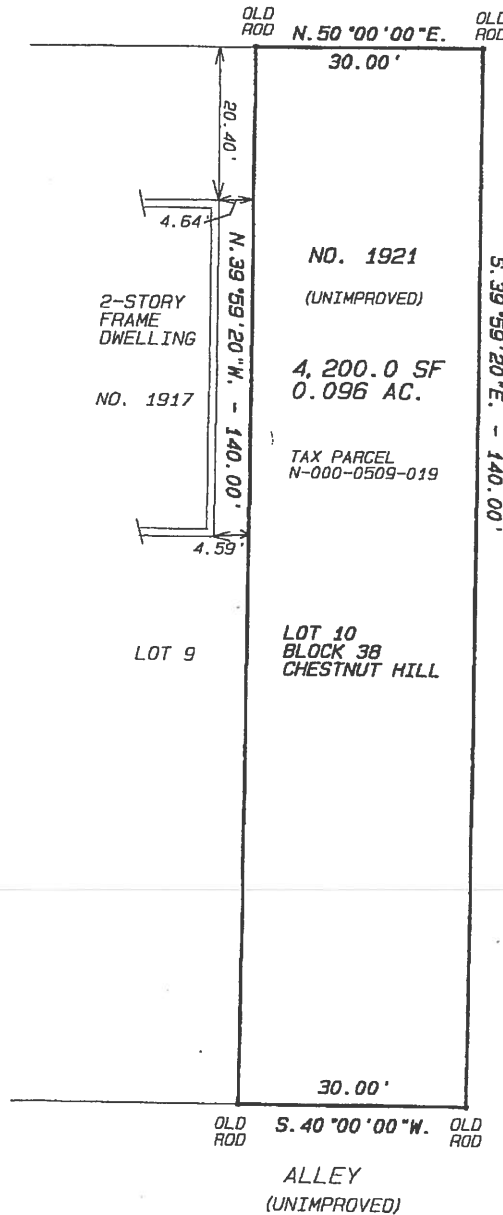 OLD
ROD
N.50°00'00"E.
OLD
ROD
30.00'
20.40'
4.64'
N.39°59'20"W. - 140.00'
NO. 1921
(UNIMPROVED)
S.39°59'20"E. - 140.00'
2-STORY
FRAME
DWELLING
NO. 1917
4,200.0 SF
0.096 AC.
TAX PARCEL
N-000-0509-019
4.59'
LOT 9
LOT 10
BLOCK 38
CHESTNUT HILL
30.00'
OLD
ROD
S.40°00'00"W.
OLD
ROD
ALLEY
(UNIMPROVED)